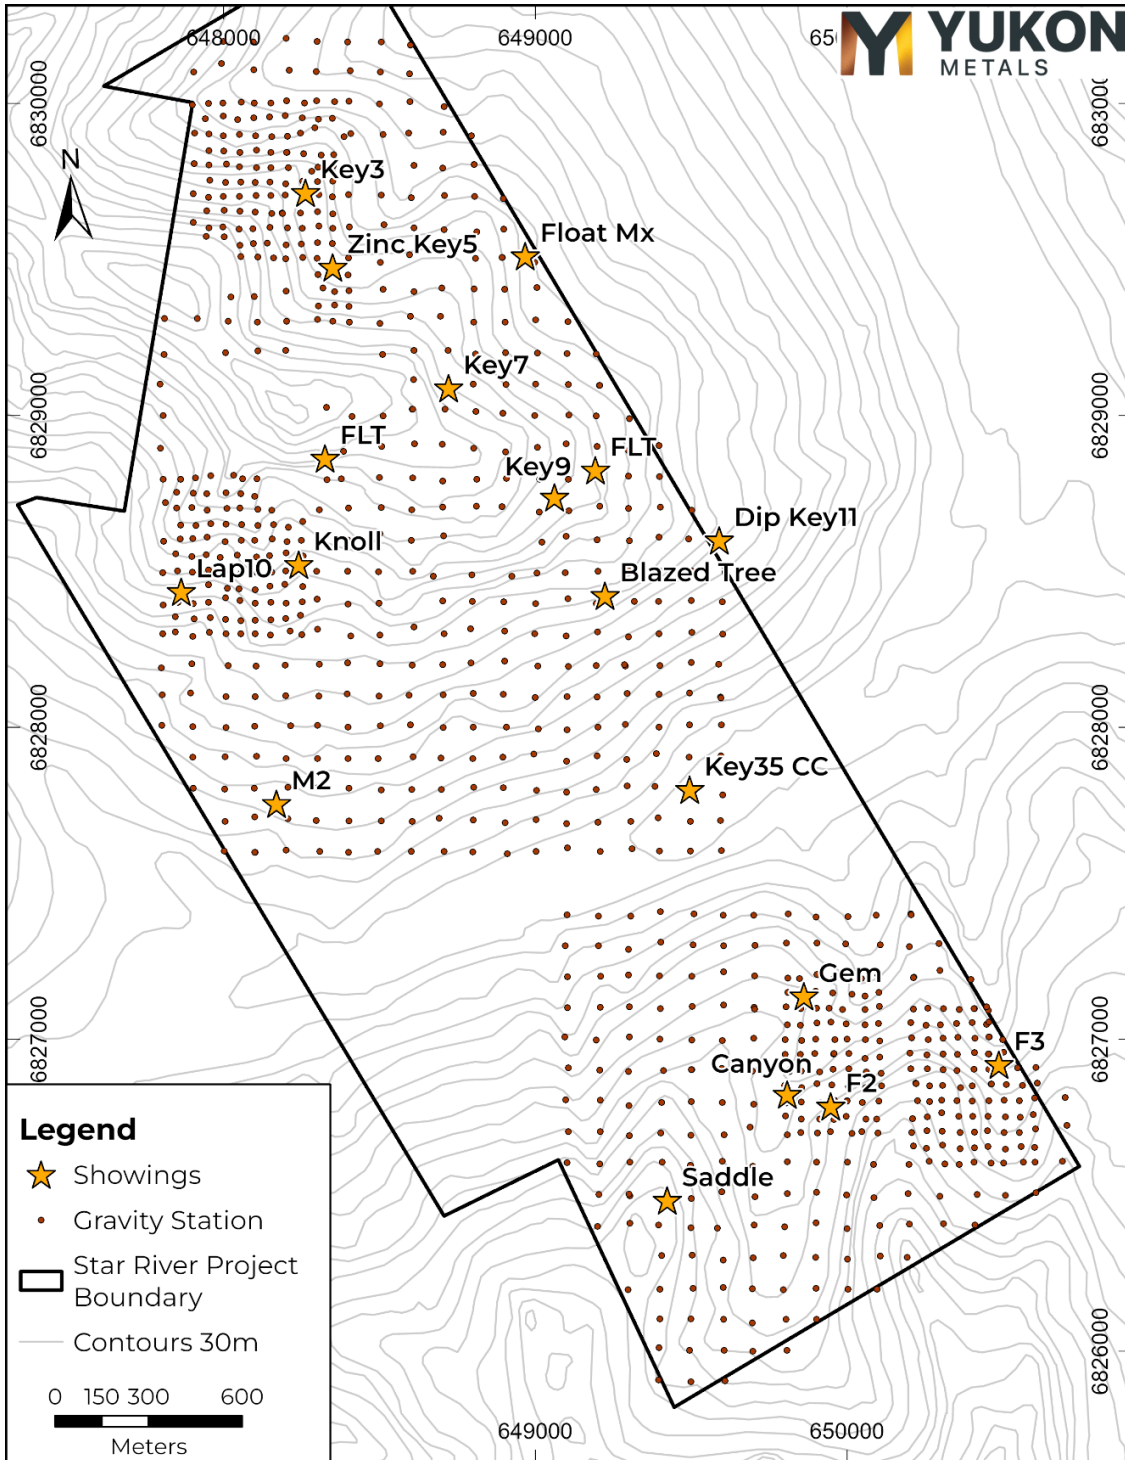 648000
649000
65
YUKON
METALS
6830000
68300
N
Key3
Zinc Key5
Float Mx
Key7
6829000
6829000
FLT
FLT
Key9
Dip Key11
Knoll
Lap10
Blazed Tree
6828000
6828000
M2
Key35 CC
Gem
6827000
6827000
F3
Canyon
F2
Saddle
Legend
Showings
Gravity Station
Star River Project
Boundary
Contours 30m
0 150 300 600
Meters
6826000
649000
650000